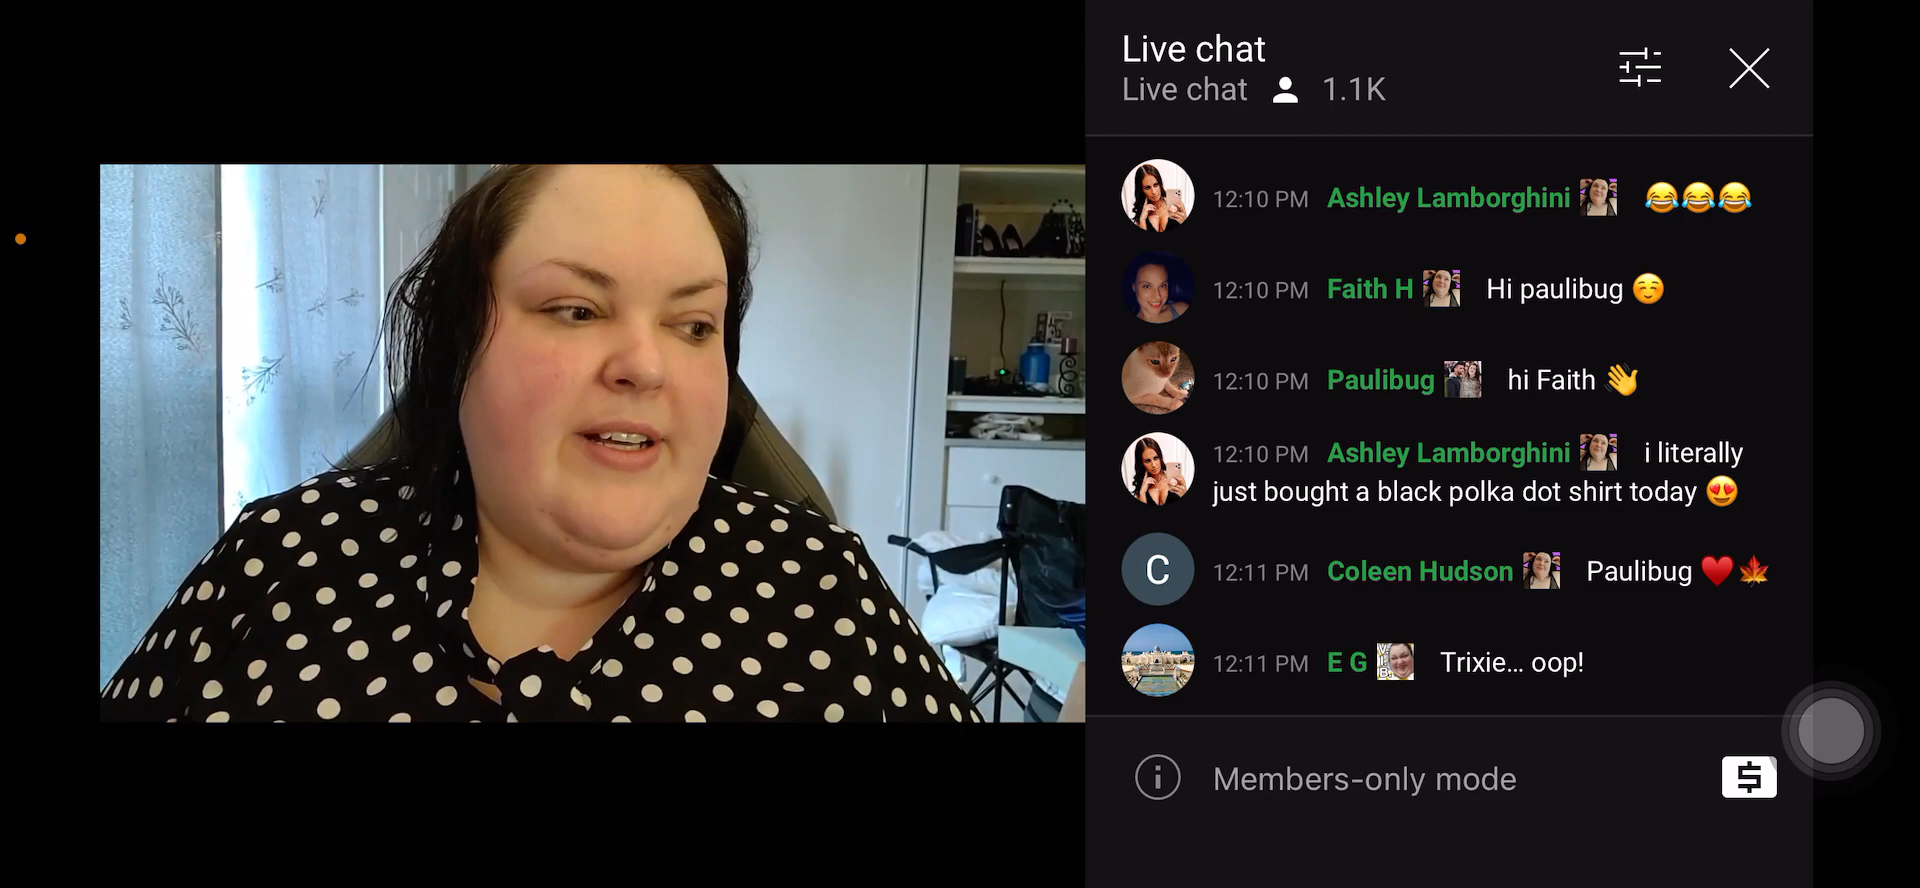 Live chat
Live chat 1.1K
12:10 PM Ashley Lamborghini 😂😂😂
12:10 PM Faith H Hi paulibug ☺️
12:10 PM Paulibug hi Faith 👋
12:10 PM Ashley Lamborghini i literally
just bought a black polka dot shirt today 😍
C 12:11 PM Coleen Hudson Paulibug ❤️🍁
12:11 PM E G Trixie... oop!
Members-only mode